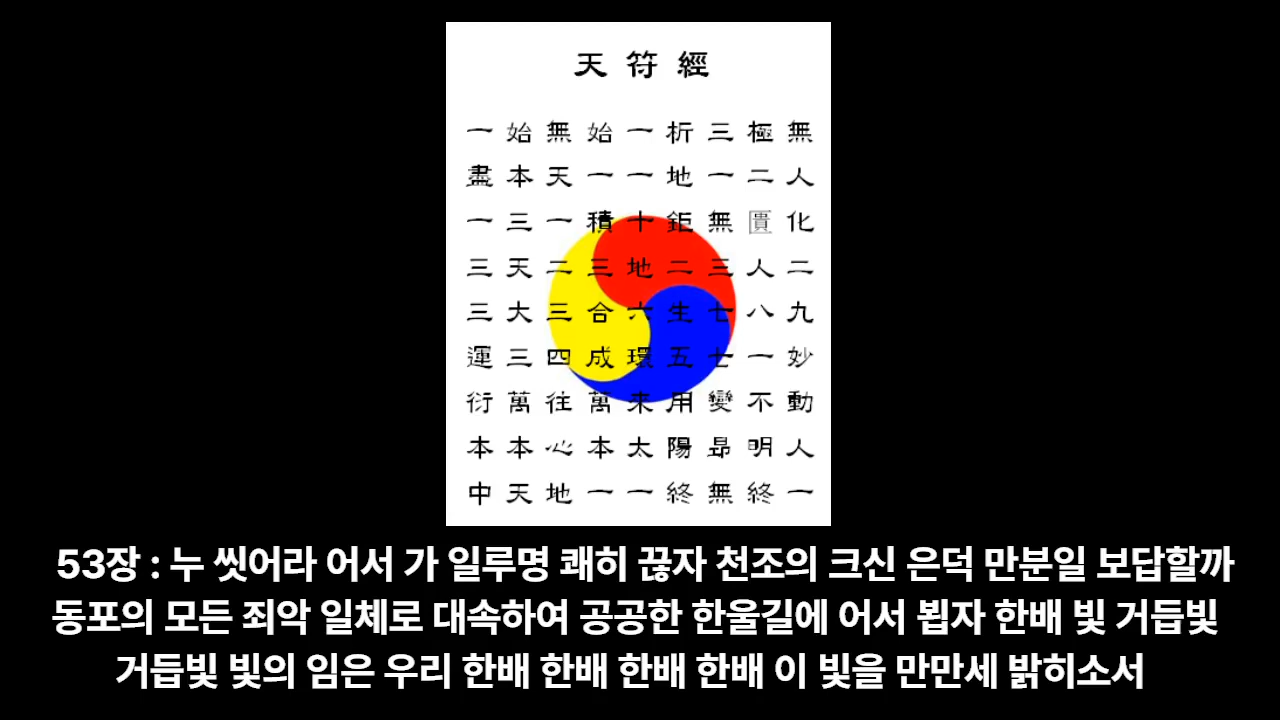 天符經
一始無始一析三極無
盡本天一一地一二人
一三一積十鉅無匱化
三天二三地二三人二
三大三合六生七八九
運三四成環五七一妙
衍萬往萬來用變不動
本本心本太陽昻明人
中天地一一終無終一
53장 : 누 씻어라 어서 가 일루명 쾌히 끊자 천조의 크신 은덕 만분일 보답할까
동포의 모든 죄악 일체로 대속하여 공공한 한울길에 어서 뵙자 한배 빛 거듭빛
거듭빛 빛의 임은 우리 한배 한배 한배 한배 이 빛을 만만세 밝히소서